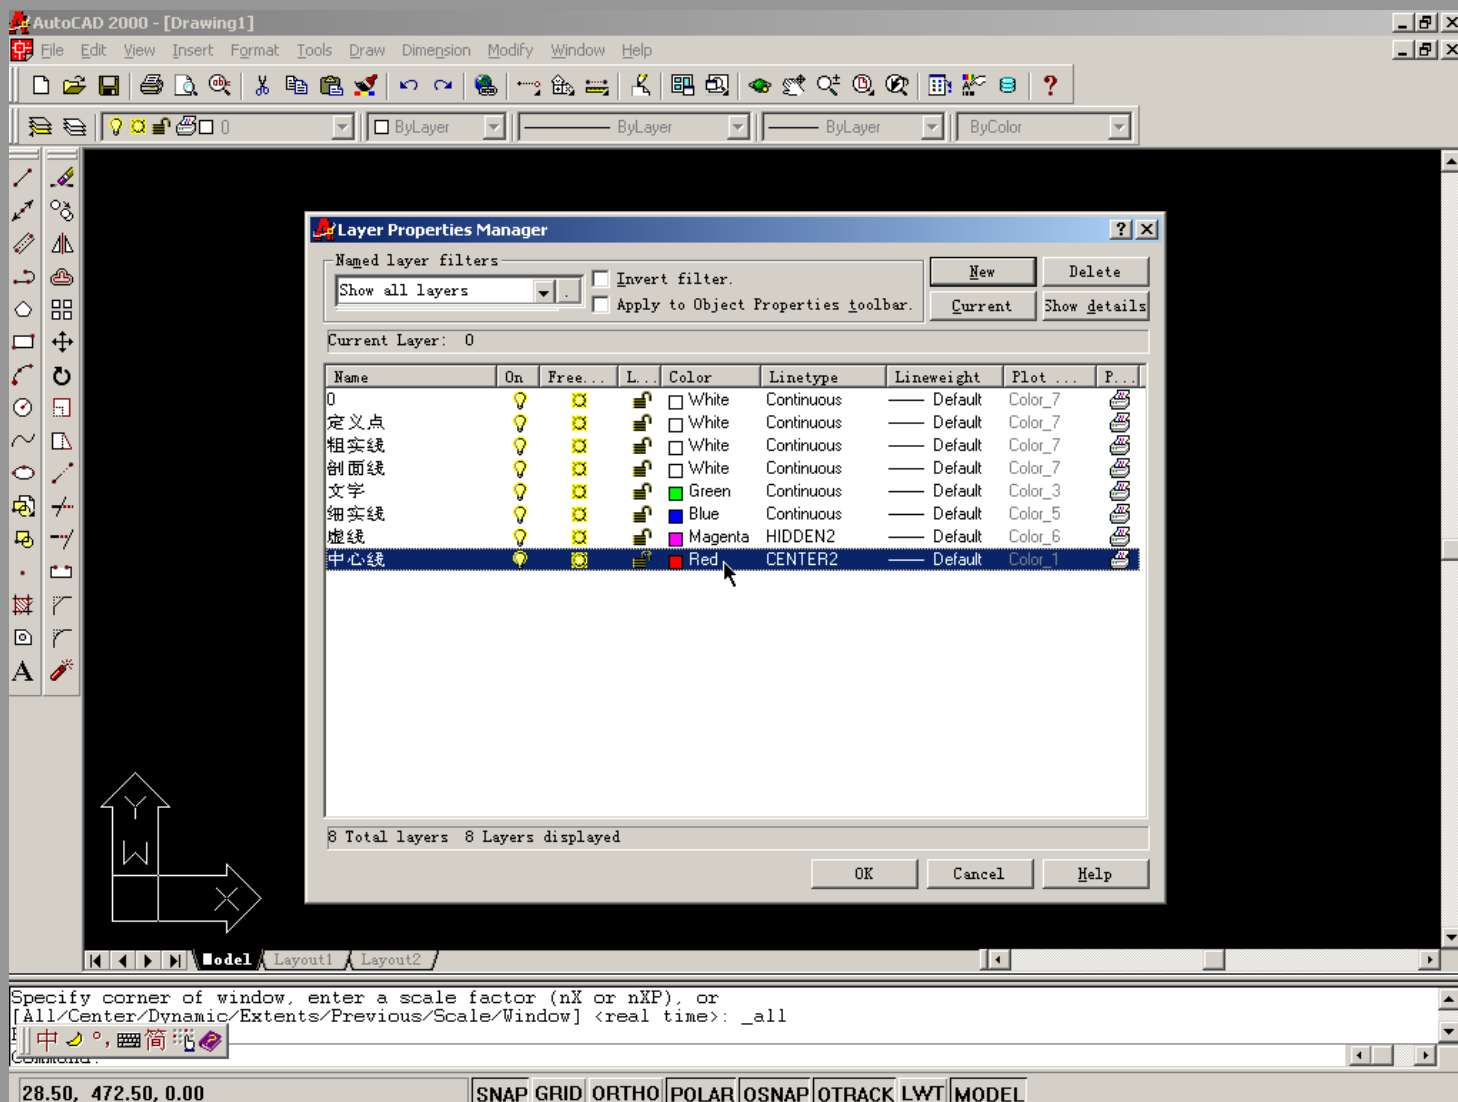 AutoCAD 2000 - [Drawing1]
File Edit View Insert Format Tools Draw Dimension Modify Window Help
0 ByLayer ByLayer ByLayer ByColor
Layer Properties Manager
Named layer filters
Show all layers
Invert filter.
Apply to Object Properties toolbar.
New Delete
Current Show details
Current Layer: 0
Name On Free... L... Color Linetype Lineweight Plot ... P...
0 White Continuous Default Color_7
定义点 White Continuous Default Color_7
粗实线 White Continuous Default Color_7
剖面线 White Continuous Default Color_7
文字 Green Continuous Default Color_3
细实线 Blue Continuous Default Color_5
虚线 Magenta HIDDEN2 Default Color_6
中心线 Red CENTER2 Default Color_1
8 Total layers 8 Layers displayed
OK Cancel Help
Y
W
X
Model Layout1 Layout2
Specify corner of window, enter a scale factor (nX or nXP), or
[All/Center/Dynamic/Extents/Previous/Scale/Window] <real time>: _all
中 简
Command:
28.50, 472.50, 0.00 SNAP GRID ORTHO POLAR OSNAP OTRACK LWT MODEL